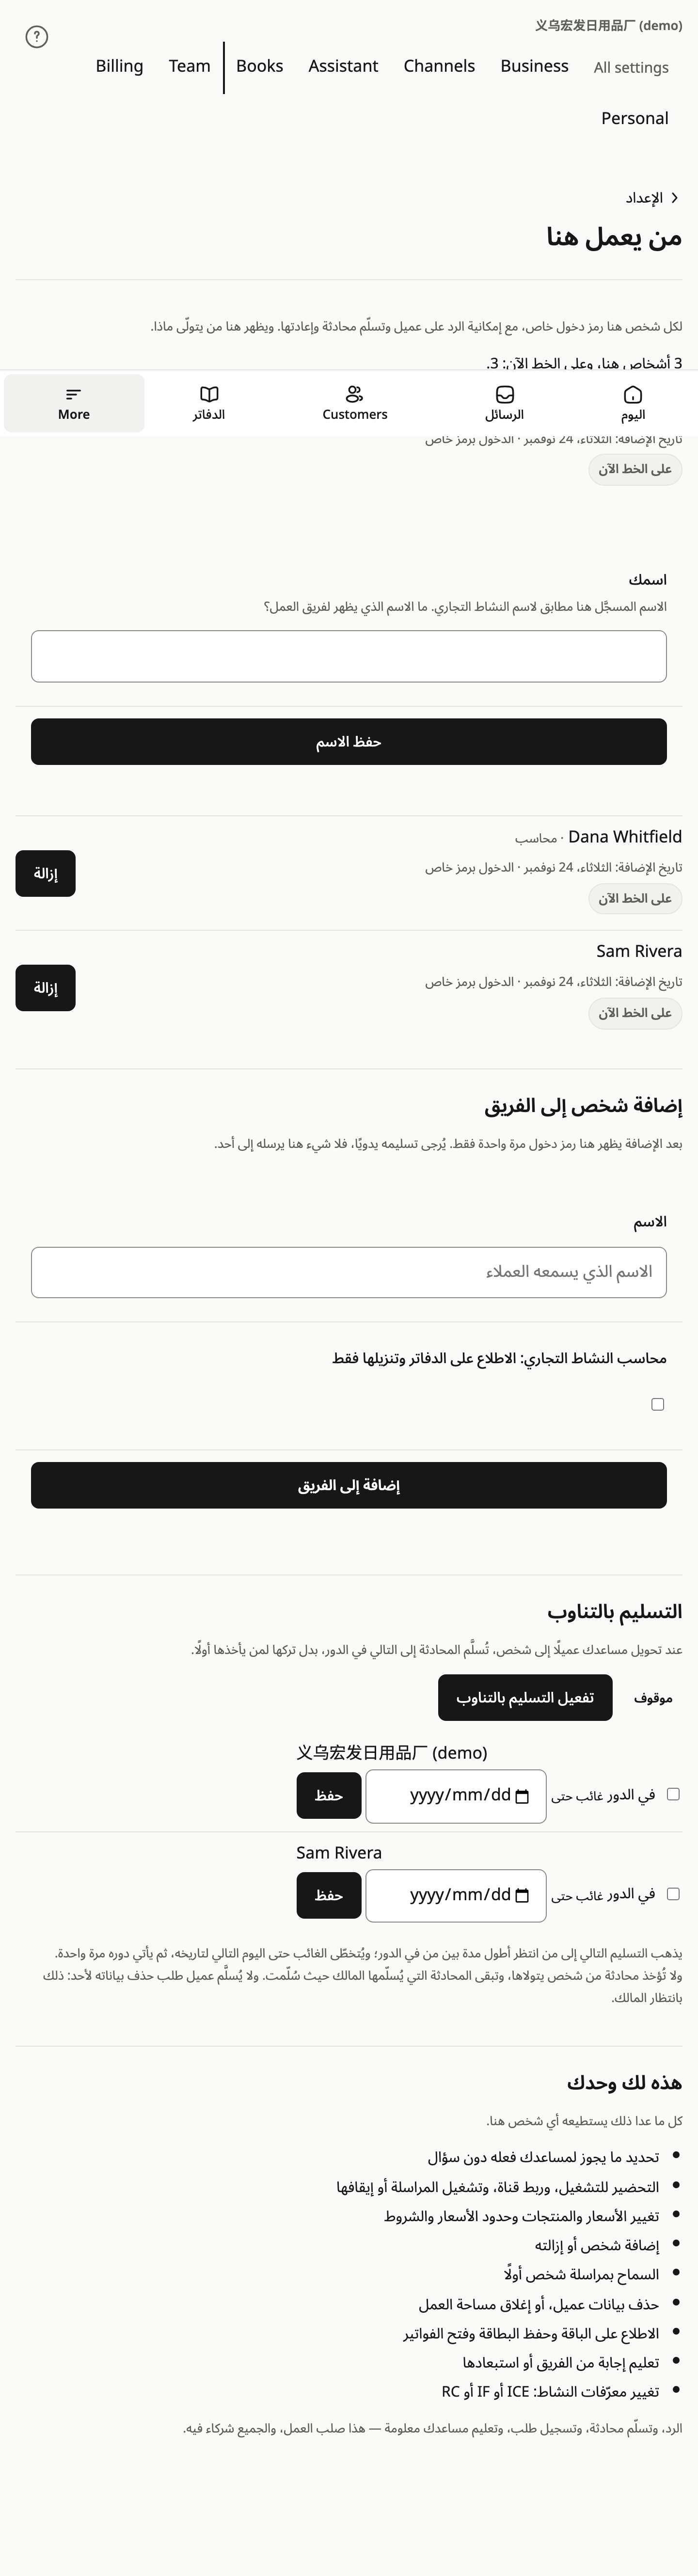 义乌宏发日用品厂 (demo)
All settings Business Channels Assistant Books Team Billing
Personal
الإعداد
من يعمل هنا
لكل شخص هنا رمز دخول خاص، مع إمكانية الرد على عميل وتسلّم محادثة وإعادتها. ويظهر هنا من يتولّى ماذا.
3 أشخاص هنا، وعلى الخط الآن: 3.
اليوم الرسائل Customers الدفاتر More
تاريخ الإضافة: الثلاثاء، 24 نوفمبر · الدخول برمز خاص
على الخط الآن
اسمك
الاسم المسجَّل هنا مطابق لاسم النشاط التجاري. ما الاسم الذي يظهر لفريق العمل؟
حفظ الاسم
Dana Whitfield · محاسب
تاريخ الإضافة: الثلاثاء، 24 نوفمبر · الدخول برمز خاص
على الخط الآن
إزالة
Sam Rivera
تاريخ الإضافة: الثلاثاء، 24 نوفمبر · الدخول برمز خاص
على الخط الآن
إزالة
إضافة شخص إلى الفريق
بعد الإضافة يظهر هنا رمز دخول مرة واحدة فقط. يُرجى تسليمه يدويًا، فلا شيء هنا يرسله إلى أحد.
الاسم
الاسم الذي يسمعه العملاء
محاسب النشاط التجاري: الاطلاع على الدفاتر وتنزيلها فقط
إضافة إلى الفريق
التسليم بالتناوب
عند تحويل مساعدك عميلًا إلى شخص، تُسلَّم المحادثة إلى التالي في الدور، بدل تركها لمن يأخذها أولًا.
موقوف تفعيل التسليم بالتناوب
义乌宏发日用品厂 (demo)
في الدور غائب حتى yyyy/mm/dd حفظ
Sam Rivera
في الدور غائب حتى yyyy/mm/dd حفظ
يذهب التسليم التالي إلى من انتظر أطول مدة بين من في الدور؛ ويُتخطّى الغائب حتى اليوم التالي لتاريخه، ثم يأتي دوره مرة واحدة.
ولا تُؤخذ محادثة من شخص يتولاها، وتبقى المحادثة التي يُسلّمها المالك حيث سُلّمت. ولا يُسلَّم عميل طلب حذف بياناته لأحد: ذلك
بانتظار المالك.
هذه لك وحدك
كل ما عدا ذلك يستطيعه أي شخص هنا.
تحديد ما يجوز لمساعدك فعله دون سؤال
التحضير للتشغيل، وربط قناة، وتشغيل المراسلة أو إيقافها
تغيير الأسعار والمنتجات وحدود الأسعار والشروط
إضافة شخص أو إزالته
السماح بمراسلة شخص أولًا
حذف بيانات عميل، أو إغلاق مساحة العمل
الاطلاع على الباقة وحفظ البطاقة وفتح الفواتير
تعليم إجابة من الفريق أو استبعادها
تغيير معرّفات النشاط: ICE أو IF أو RC
الرد، وتسلّم محادثة، وتسجيل طلب، وتعليم مساعدك معلومة — هذا صلب العمل، والجميع شركاء فيه.